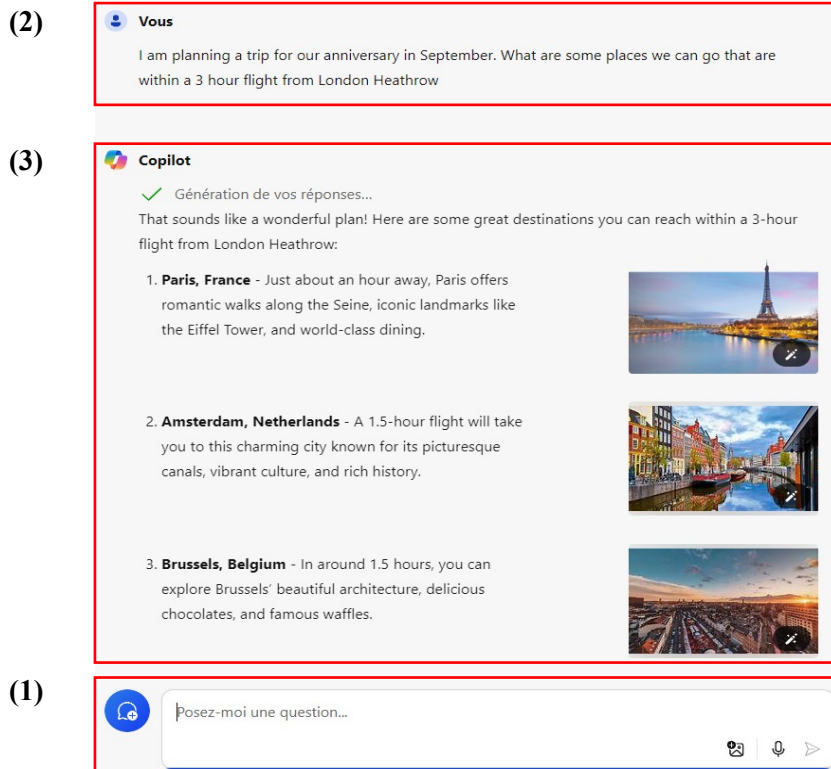 (2)
Vous
I am planning a trip for our anniversary in September. What are some places we can go that are
within a 3 hour flight from London Heathrow
(3)
Copilot
Génération de vos réponses...
That sounds like a wonderful plan! Here are some great destinations you can reach within a 3-hour
flight from London Heathrow:
1. Paris, France - Just about an hour away, Paris offers
romantic walks along the Seine, iconic landmarks like
the Eiffel Tower, and world-class dining.
2. Amsterdam, Netherlands - A 1.5-hour flight will take
you to this charming city known for its picturesque
canals, vibrant culture, and rich history.
3. Brussels, Belgium - In around 1.5 hours, you can
explore Brussels’ beautiful architecture, delicious
chocolates, and famous waffles.
(1)
Posez-moi une question...